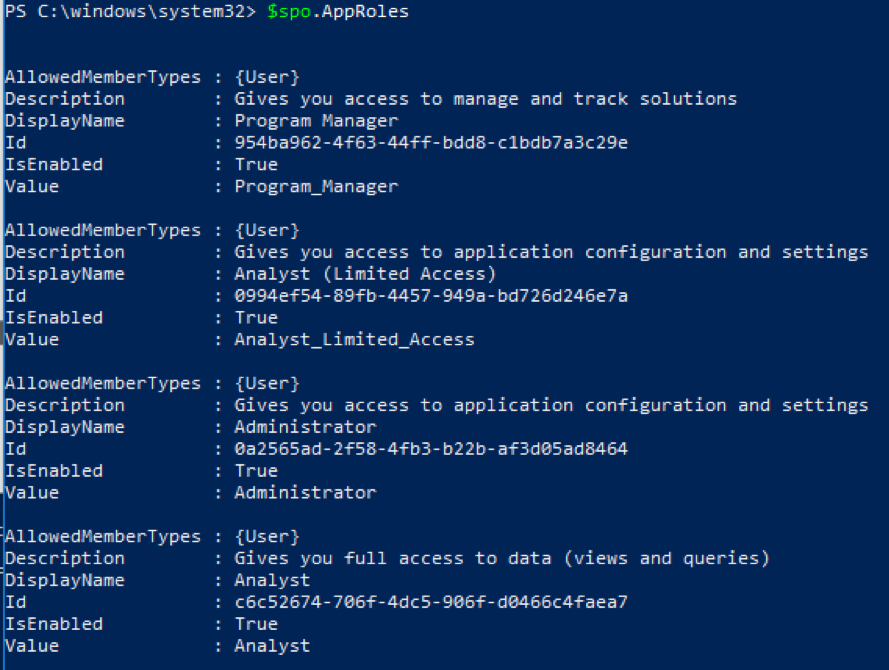 PS C:\windows\system32> $spo.AppRoles
AllowedMemberTypes : {User}
Description : Gives you access to manage and track solutions
DisplayName : Program Manager
Id : 954ba962-4f63-44ff-bdd8-c1bdb7a3c29e
IsEnabled : True
Value : Program_Manager
AllowedMemberTypes : {User}
Description : Gives you access to application configuration and settings
DisplayName : Analyst (Limited Access)
Id : 0994ef54-89fb-4457-949a-bd726d246e7a
IsEnabled : True
Value : Analyst_Limited_Access
AllowedMemberTypes : {User}
Description : Gives you access to application configuration and settings
DisplayName : Administrator
Id : 0a2565ad-2f58-4fb3-b22b-af3d05ad8464
IsEnabled : True
Value : Administrator
AllowedMemberTypes : {User}
Description : Gives you full access to data (views and queries)
DisplayName : Analyst
Id : c6c52674-706f-4dc5-906f-d0466c4faea7
IsEnabled : True
Value : Analyst